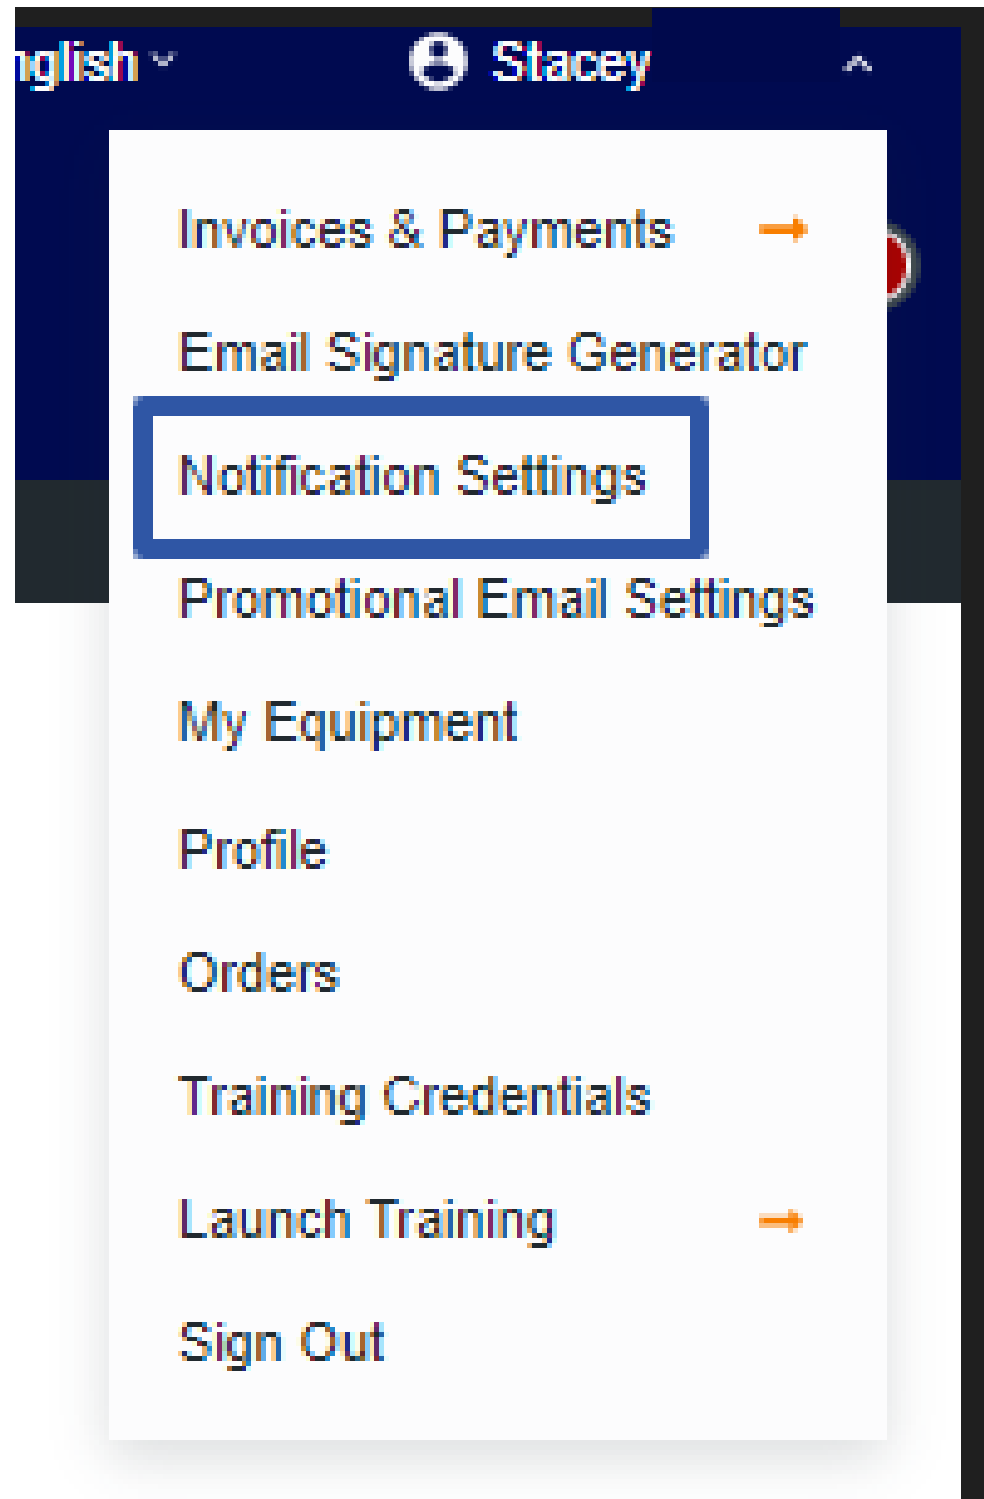 nglish Stacey
Invoices & Payments
Email Signature Generator
Notification Settings
Promotional Email Settings
My Equipment
Profile
Orders
Training Credentials
Launch Training
Sign Out